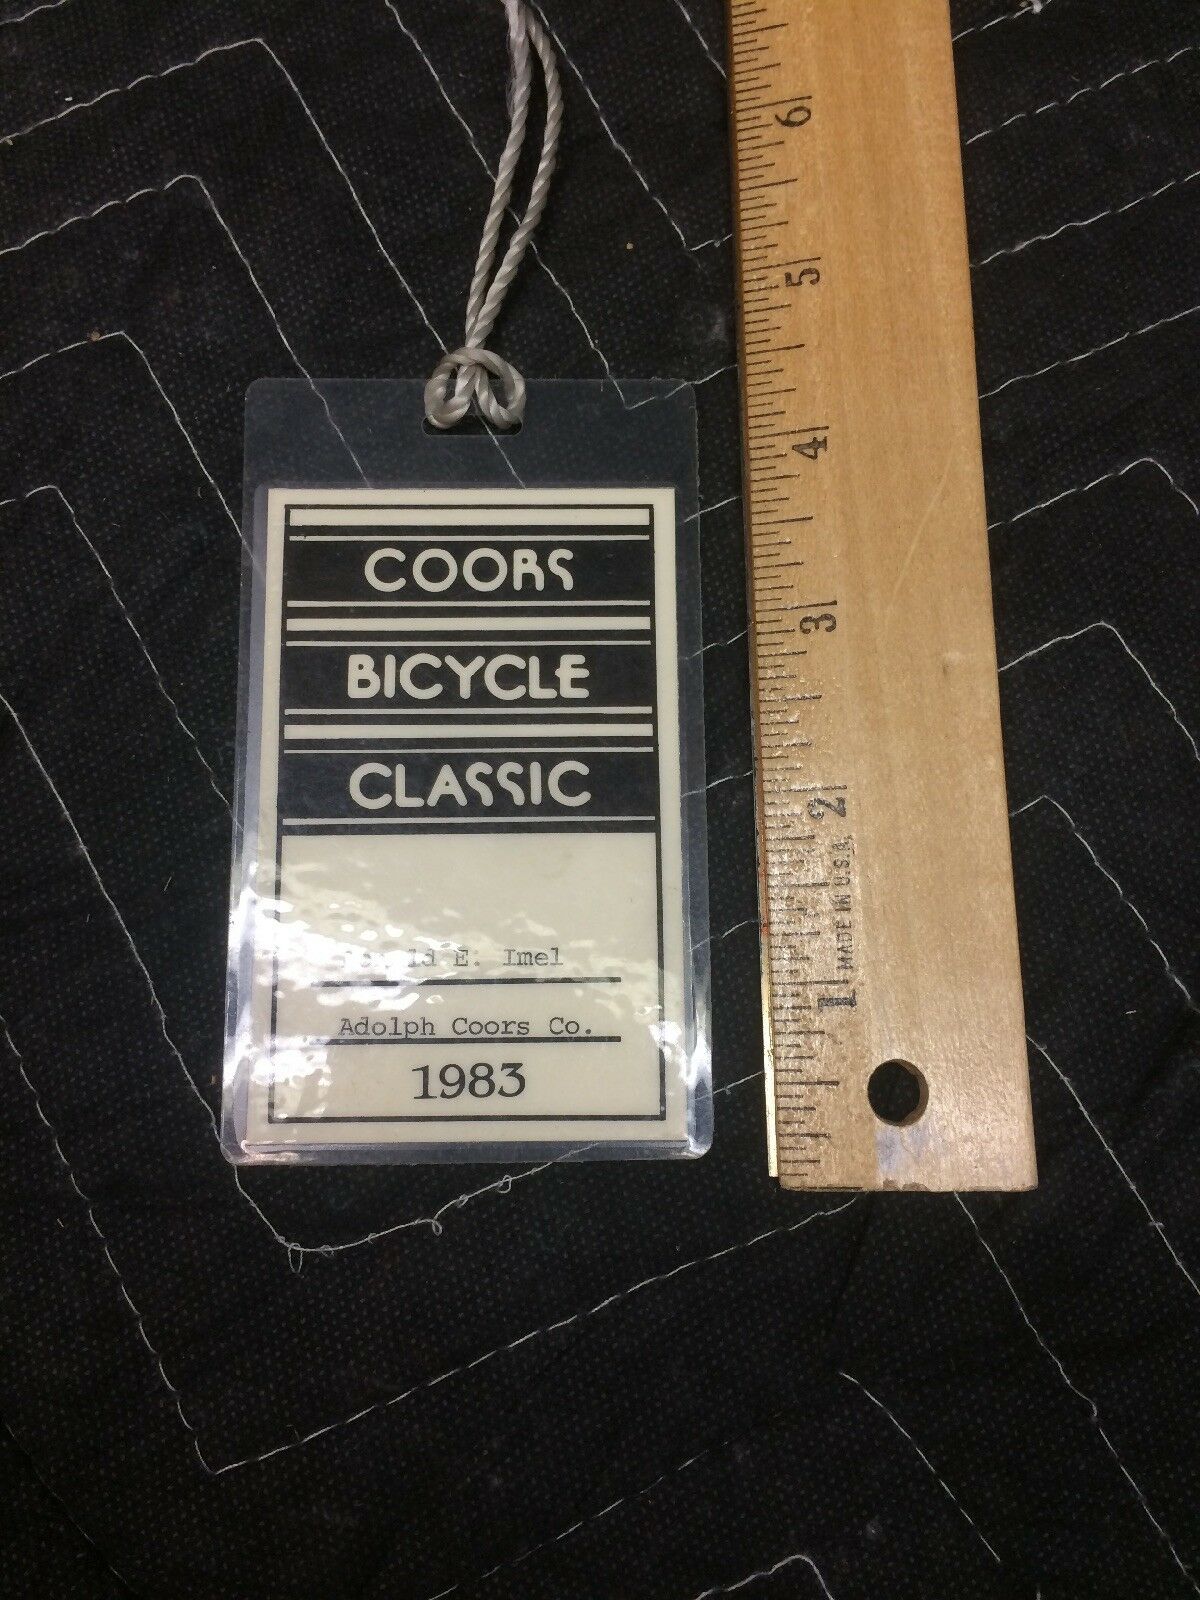 COORS
BICYCLE
CLASSIC
E. Imel
Adolph Coors Co.
1983
6
5
4
3
2
1
MADE IN U.S.A.